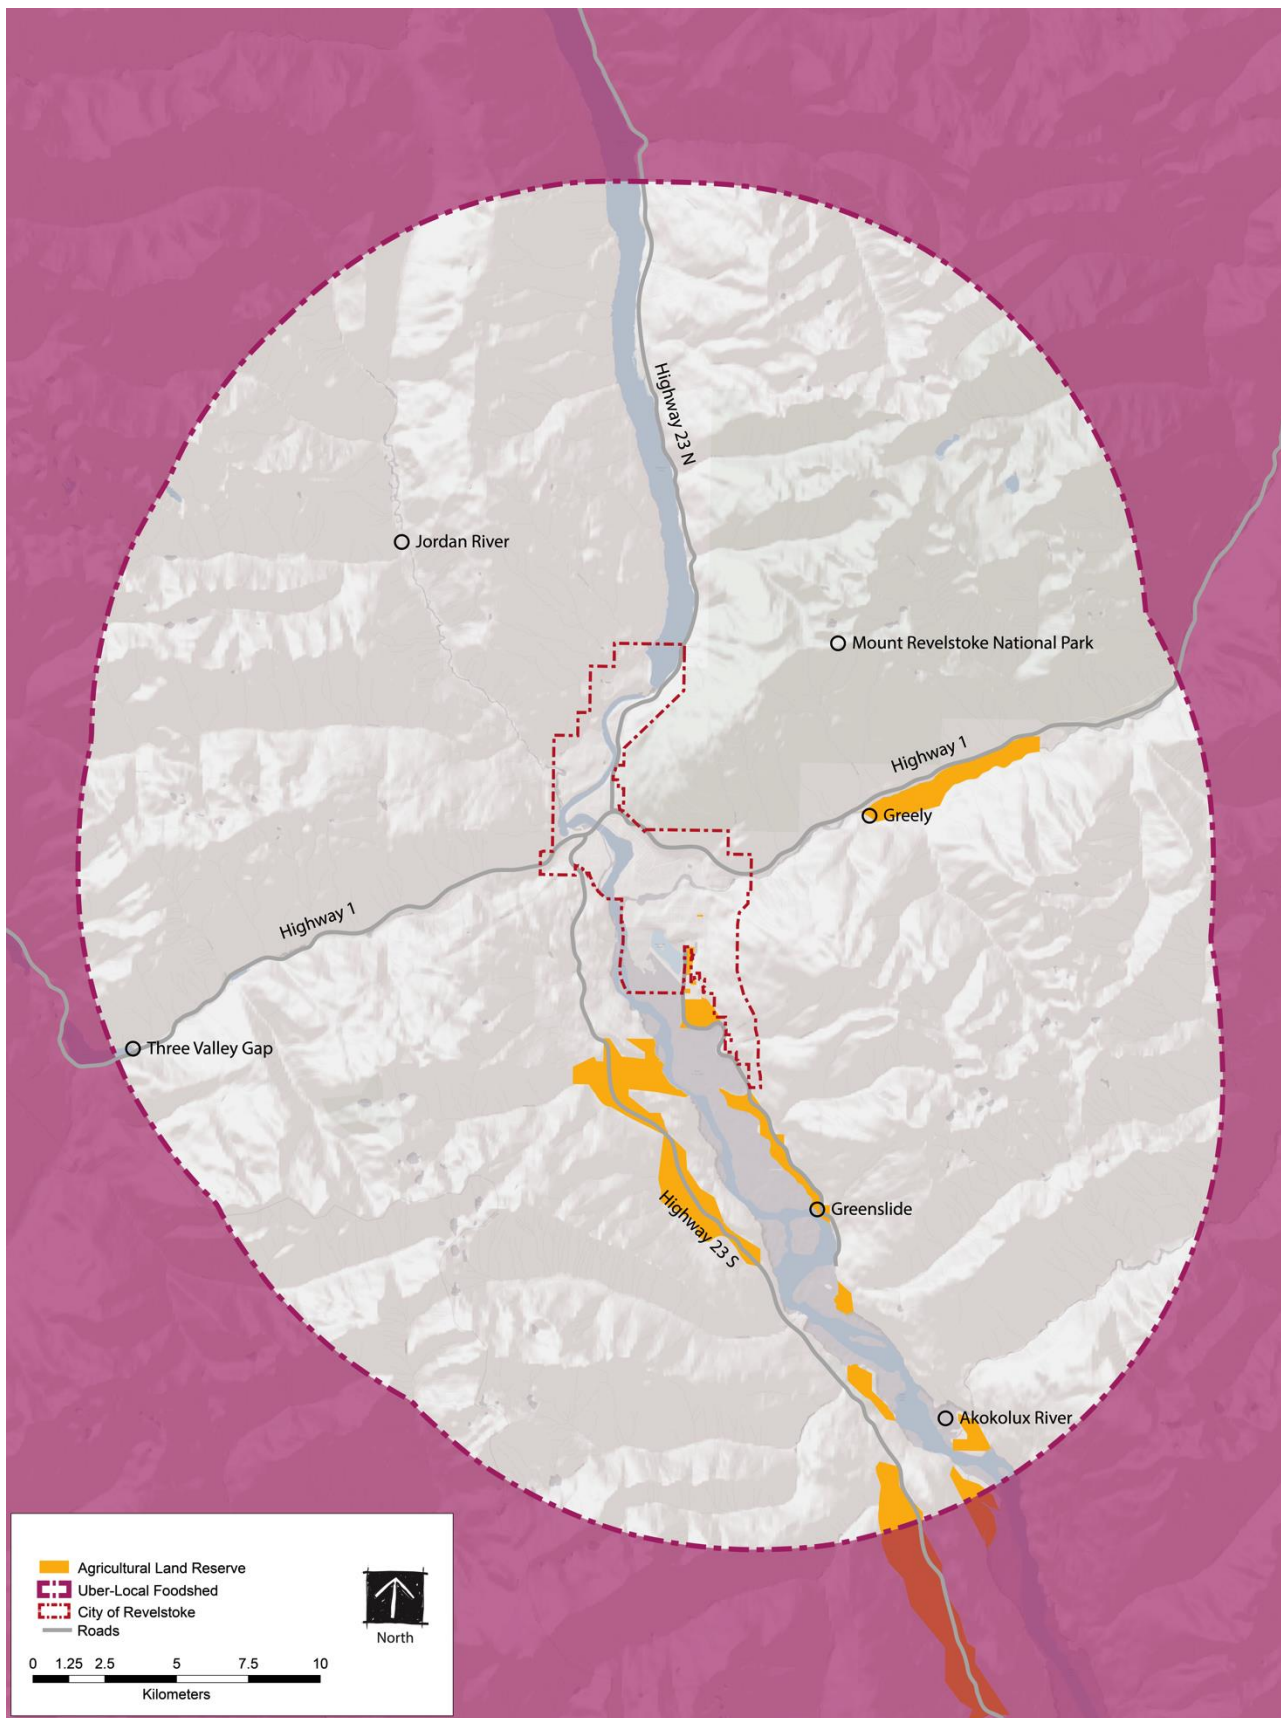 Highway 23 N
Jordan River
Mount Revelstoke National Park
Highway 1
Greely
Highway 1
Three Valley Gap
Greenslide
Highway 23 S
Akokolux River
Agricultural Land Reserve
Uber-Local Foodshed
City of Revelstoke
Roads
North
0 1.25 2.5 5 7.5 10
Kilometers